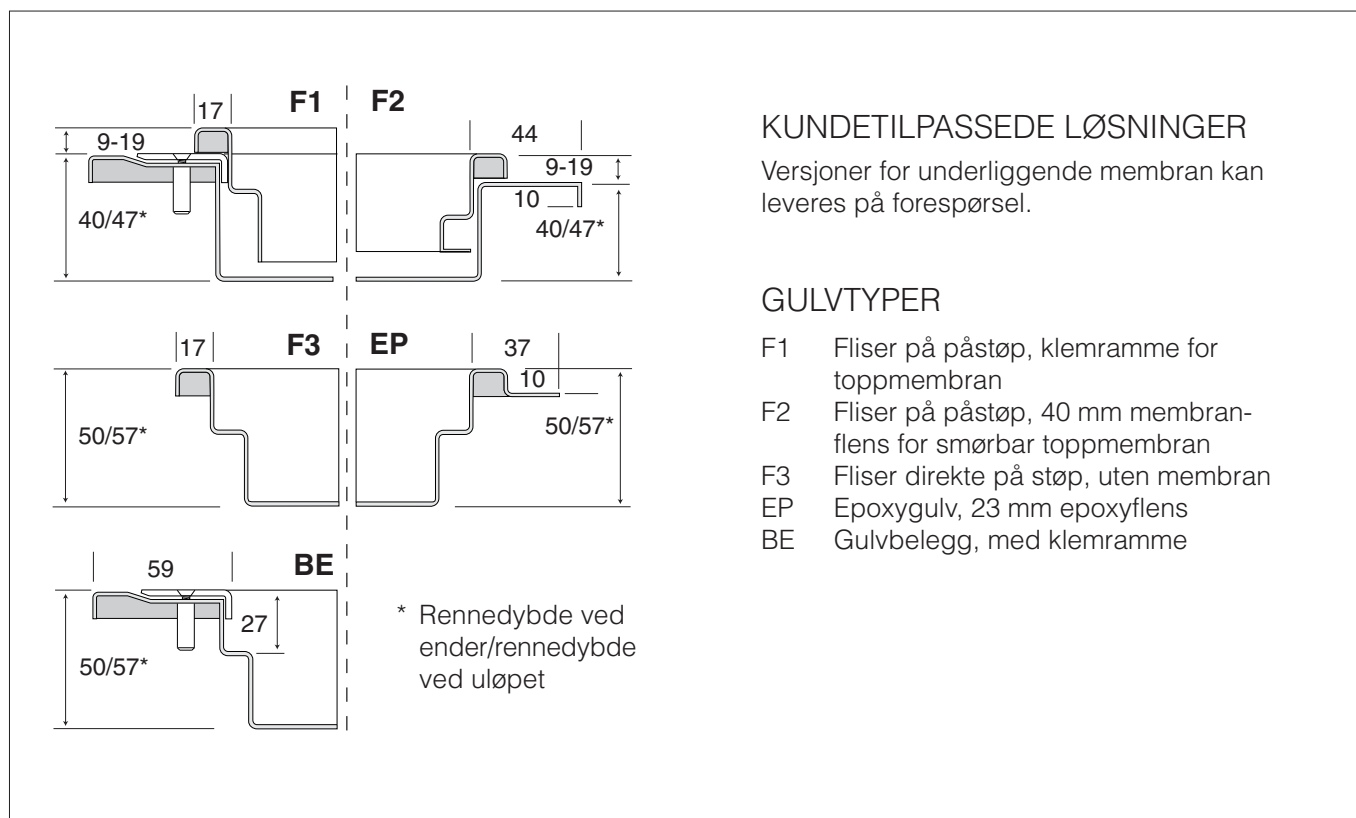 17
F1
F2
9-19
44
9-19
10
40/47*
40/47*
17
F3
EP
37
10
50/57*
50/57*
59
BE
27
50/57*
* Rennedybde ved
ender/rennedybde
ved uløpet
KUNDETILPASSEDE LØSNINGER
Versjoner for underliggende membran kan
leveres på forespørsel.
GULVTYPER
F1 Fliser på påstøp, klemramme for
toppmembran
F2 Fliser på påstøp, 40 mm membran-
flens for smørbar toppmembran
F3 Fliser direkte på støp, uten membran
EP Epoxygulv, 23 mm epoxyflens
BE Gulvbelegg, med klemramme